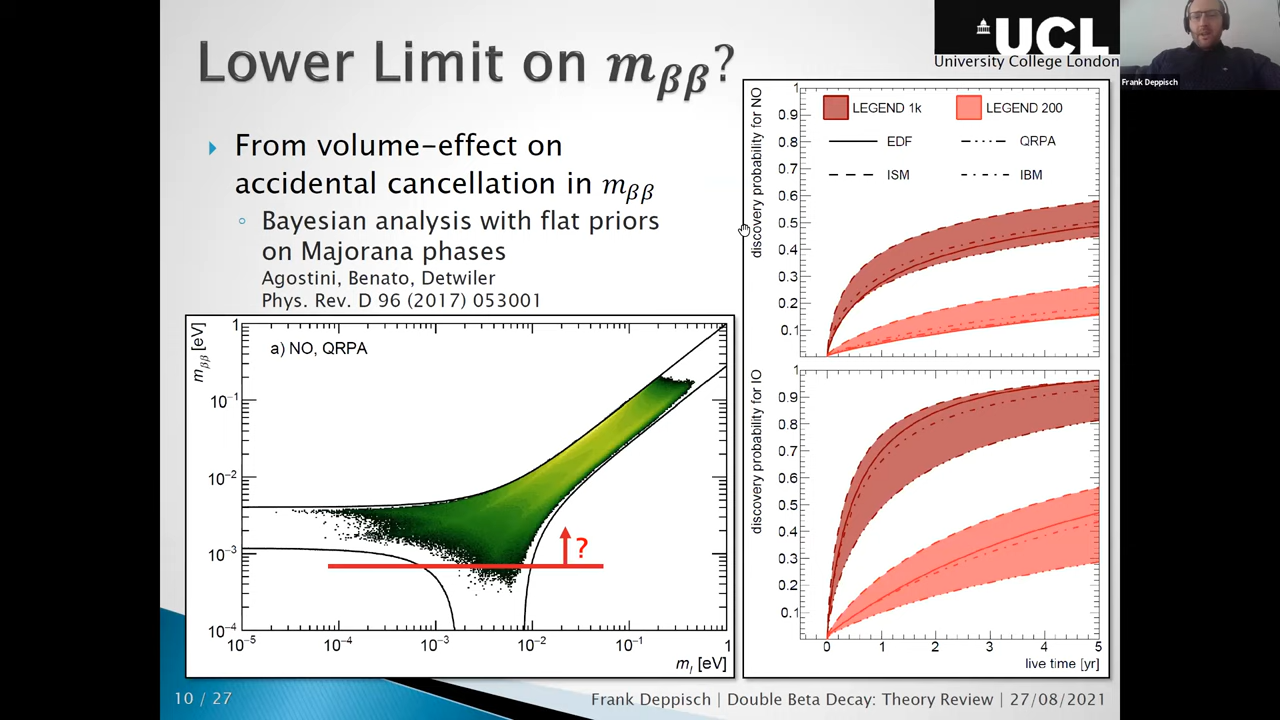 Lower Limit on mββ?
UCL
University College London
Frank Deppisch
From volume-effect on
accidental cancellation in mββ
Bayesian analysis with flat priors
on Majorana phases
Agostini, Benato, Detwiler
Phys. Rev. D 96 (2017) 053001
mββ [eV]
a) NO, QRPA
1
10⁻¹
10⁻²
10⁻³
10⁻⁴
?
10⁻⁵ 10⁻⁴ 10⁻³ 10⁻² 10⁻¹ 1
mₗ [eV]
discovery probability for NO
LEGEND 1k LEGEND 200
EDF QRPA
ISM IBM
1
0.9
0.8
0.7
0.6
0.5
0.4
0.3
0.2
0.1
discovery probability for IO
1
0.9
0.8
0.7
0.6
0.5
0.4
0.3
0.2
0.1
0 1 2 3 4 5
live time [yr]
10 / 27
Frank Deppisch | Double Beta Decay: Theory Review | 27/08/2021